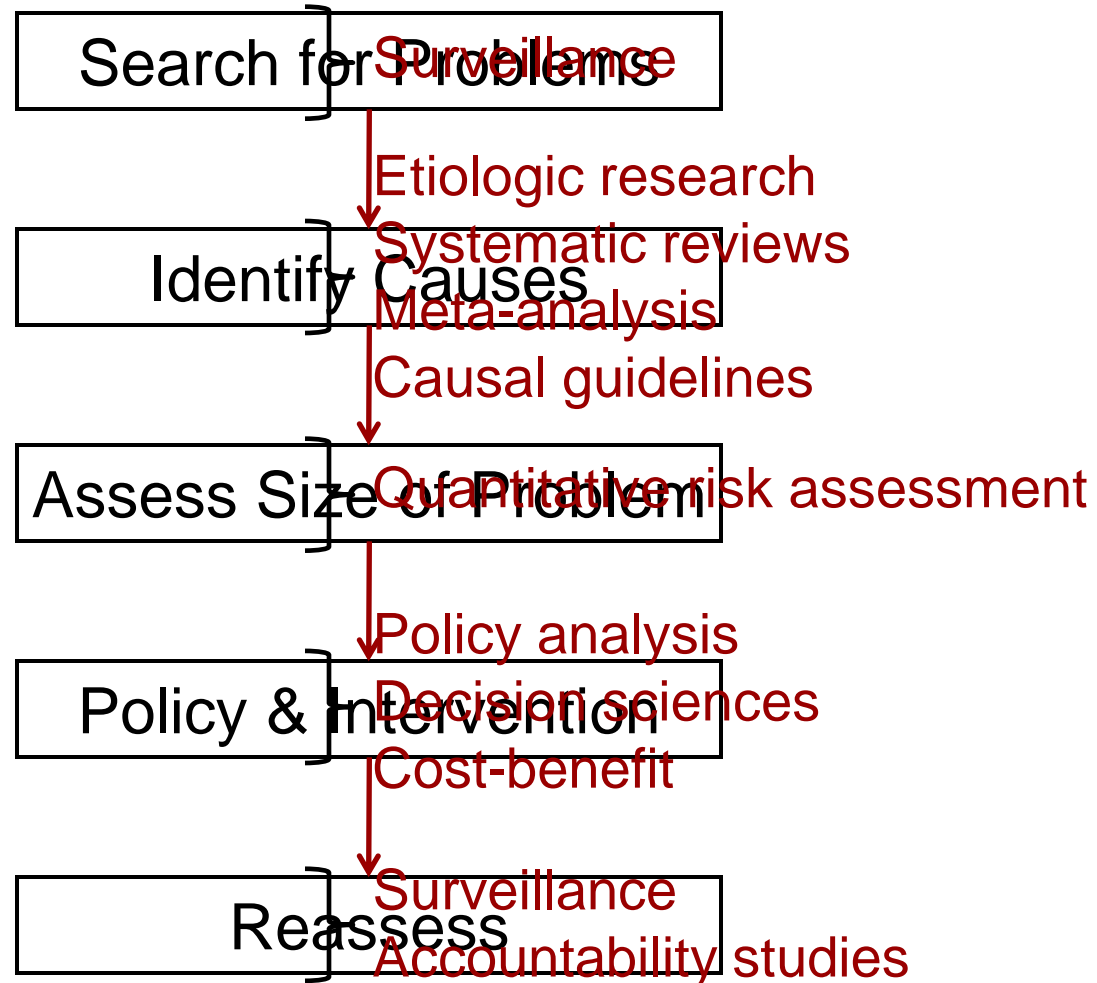 Search for Problems
Surveillance
Etiologic research
Systematic reviews
Identify Causes
Meta-analysis
Causal guidelines
Assess Size of Problem
Quantitative risk assessment
Policy analysis
Policy & Intervention
Decision sciences
Cost-benefit
Reassess
Surveillance
Accountability studies